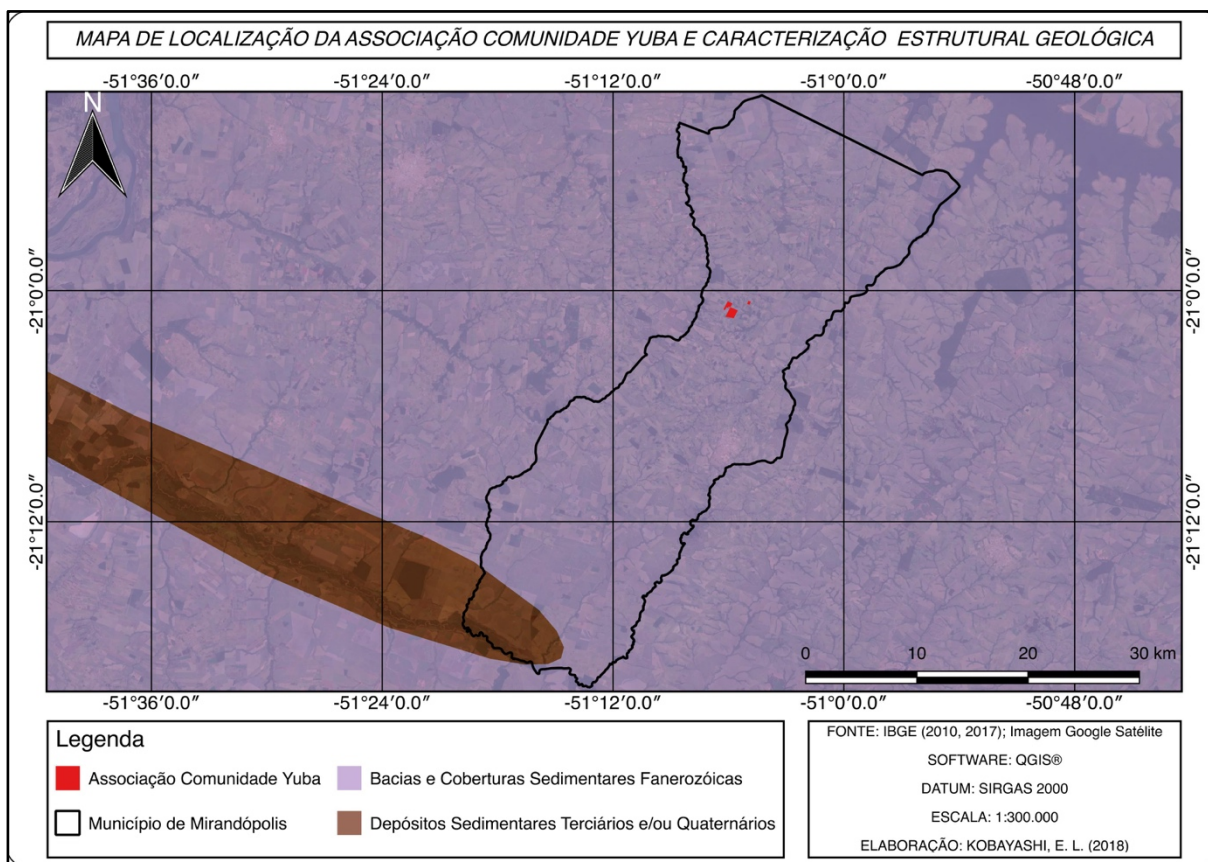 MAPA DE LOCALIZAÇÃO DA ASSOCIAÇÃO COMUNIDADE YUBA E CARACTERIZAÇÃO ESTRUTURAL GEOLÓGICA
-51°36′0.0″ -51°24′0.0″ -51°12′0.0″ -51°0′0.0″ -50°48′0.0″
N
-21°0′0.0″ -21°0′0.0″
-21°12′0.0″ -21°12′0.0″
0 10 20 30 km
-51°36′0.0″ -51°24′0.0″ -51°12′0.0″ -51°0′0.0″ -50°48′0.0″
Legenda
Associação Comunidade Yuba
Bacias e Coberturas Sedimentares Fanerozóicas
Município de Mirandópolis
Depósitos Sedimentares Terciários e/ou Quaternários
FONTE: IBGE (2010, 2017); Imagem Google Satélite
SOFTWARE: QGIS®
DATUM: SIRGAS 2000
ESCALA: 1:300.000
ELABORAÇÃO: KOBAYASHI, E. L. (2018)